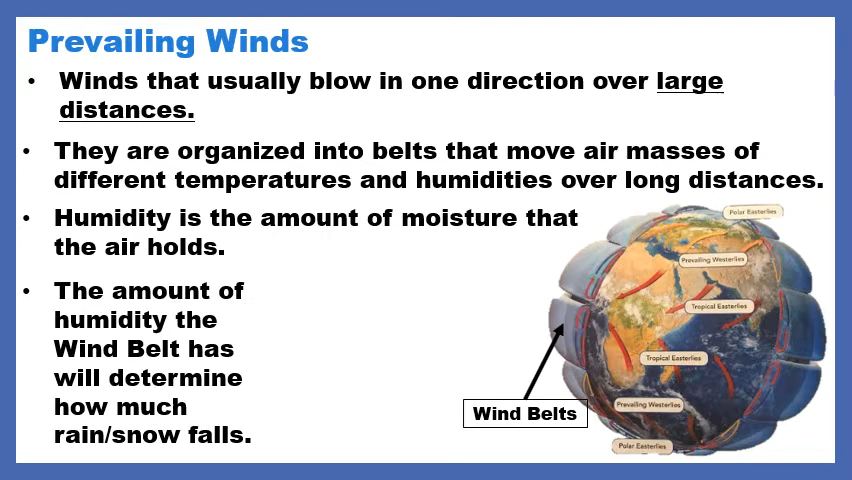 Prevailing Winds
• Winds that usually blow in one direction over large
distances.
• They are organized into belts that move air masses of
different temperatures and humidities over long distances.
• Humidity is the amount of moisture that
the air holds.
• The amount of
humidity the
Wind Belt has
will determine
how much
rain/snow falls.
Polar Easterlies
Prevailing Westerlies
Tropical Easterlies
Tropical Easterlies
Prevailing Westerlies
Polar Easterlies
Wind Belts